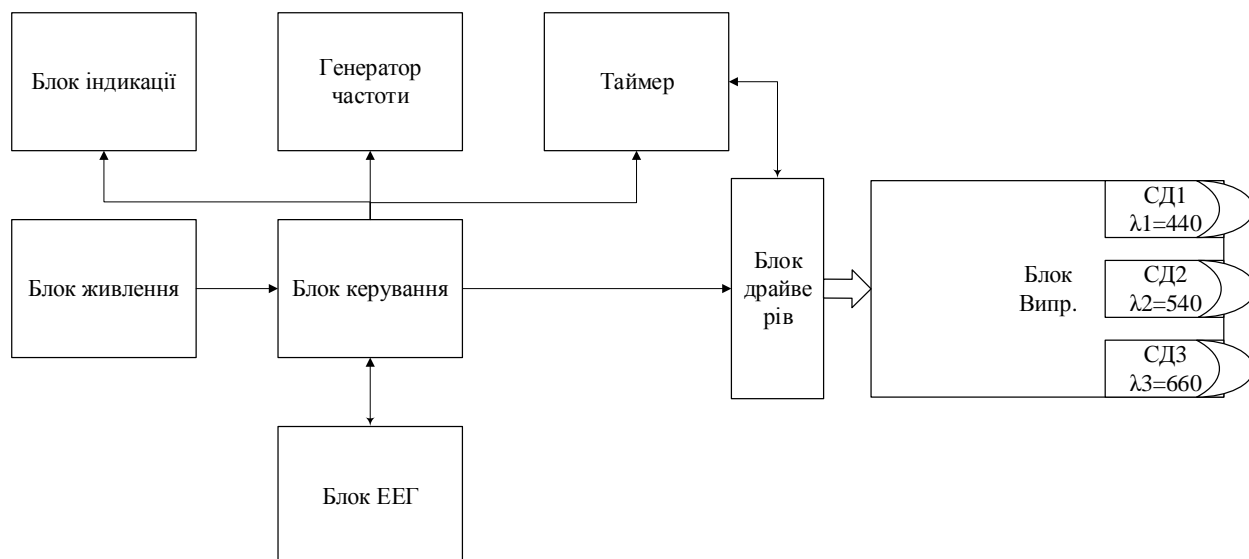 Блок індикації
Генератор
частоти
Таймер
Блок живлення
Блок керування
Блок
драйве
рів
Блок
Випр.
СД1
λ1=440
СД2
λ2=540
СД3
λ3=660
Блок ЕЕГ